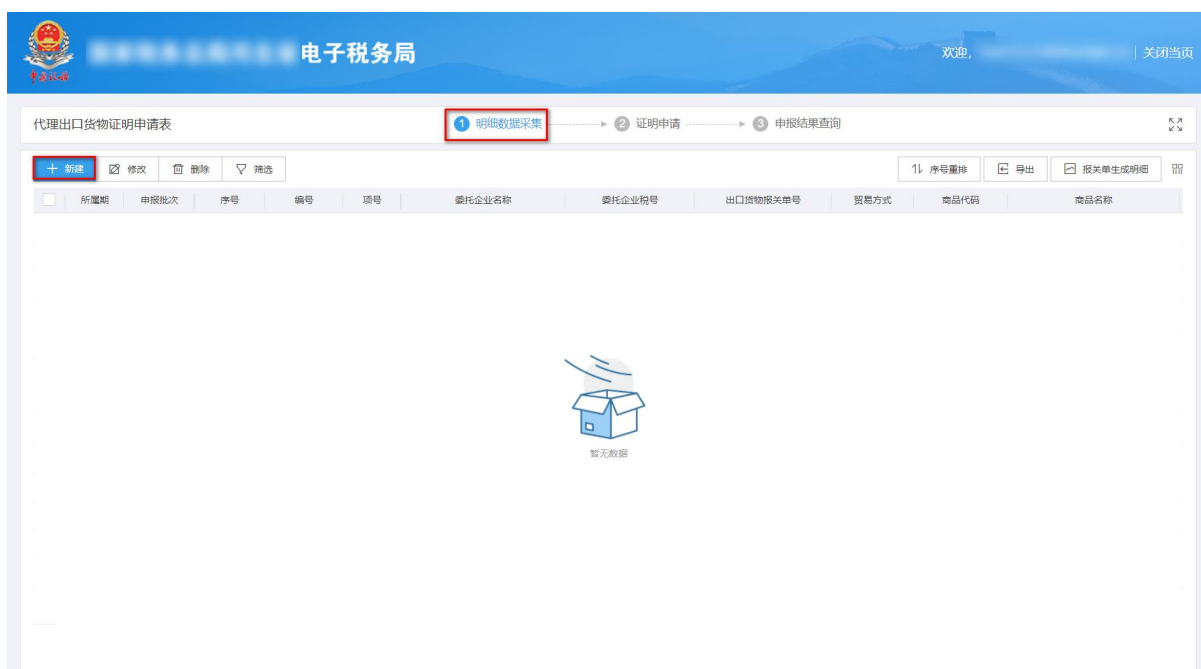 电子税务局
欢迎,
关闭当页
中国税务
代理出口货物证明申请表
1 明细数据采集 2 证明申请 3 申报结果查询
新建 修改 删除 筛选 序号重排 导出 报关单生成明细
所属期 申报批次 序号 编号 项号 委托企业名称 委托企业税号 出口货物报关单号 贸易方式 商品代码 商品名称
暂无数据